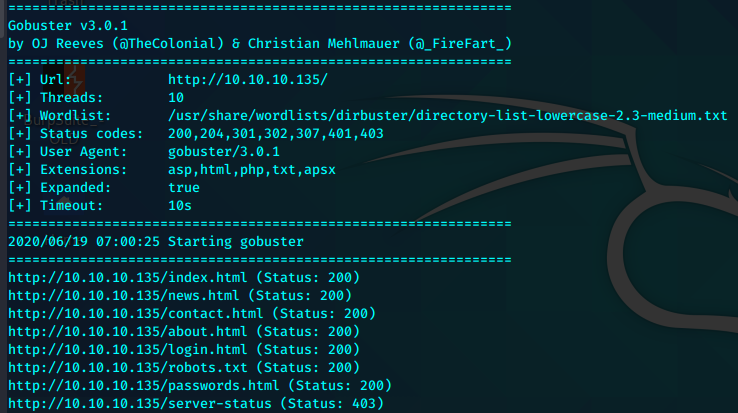 ===============================================================
Gobuster v3.0.1
by OJ Reeves (@TheColonial) & Christian Mehlmauer (@_FireFart_)
===============================================================
[+] Url:            http://10.10.10.135/
[+] Threads:        10
[+] Wordlist:       /usr/share/wordlists/dirbuster/directory-list-lowercase-2.3-medium.txt
[+] Status codes:   200,204,301,302,307,401,403
[+] User Agent:     gobuster/3.0.1
[+] Extensions:     asp,html,php,txt,apsx
[+] Expanded:       true
[+] Timeout:        10s
===============================================================
2020/06/19 07:00:25 Starting gobuster
===============================================================
http://10.10.10.135/index.html (Status: 200)
http://10.10.10.135/news.html (Status: 200)
http://10.10.10.135/contact.html (Status: 200)
http://10.10.10.135/about.html (Status: 200)
http://10.10.10.135/login.html (Status: 200)
http://10.10.10.135/robots.txt (Status: 200)
http://10.10.10.135/passwords.html (Status: 200)
http://10.10.10.135/server-status (Status: 403)